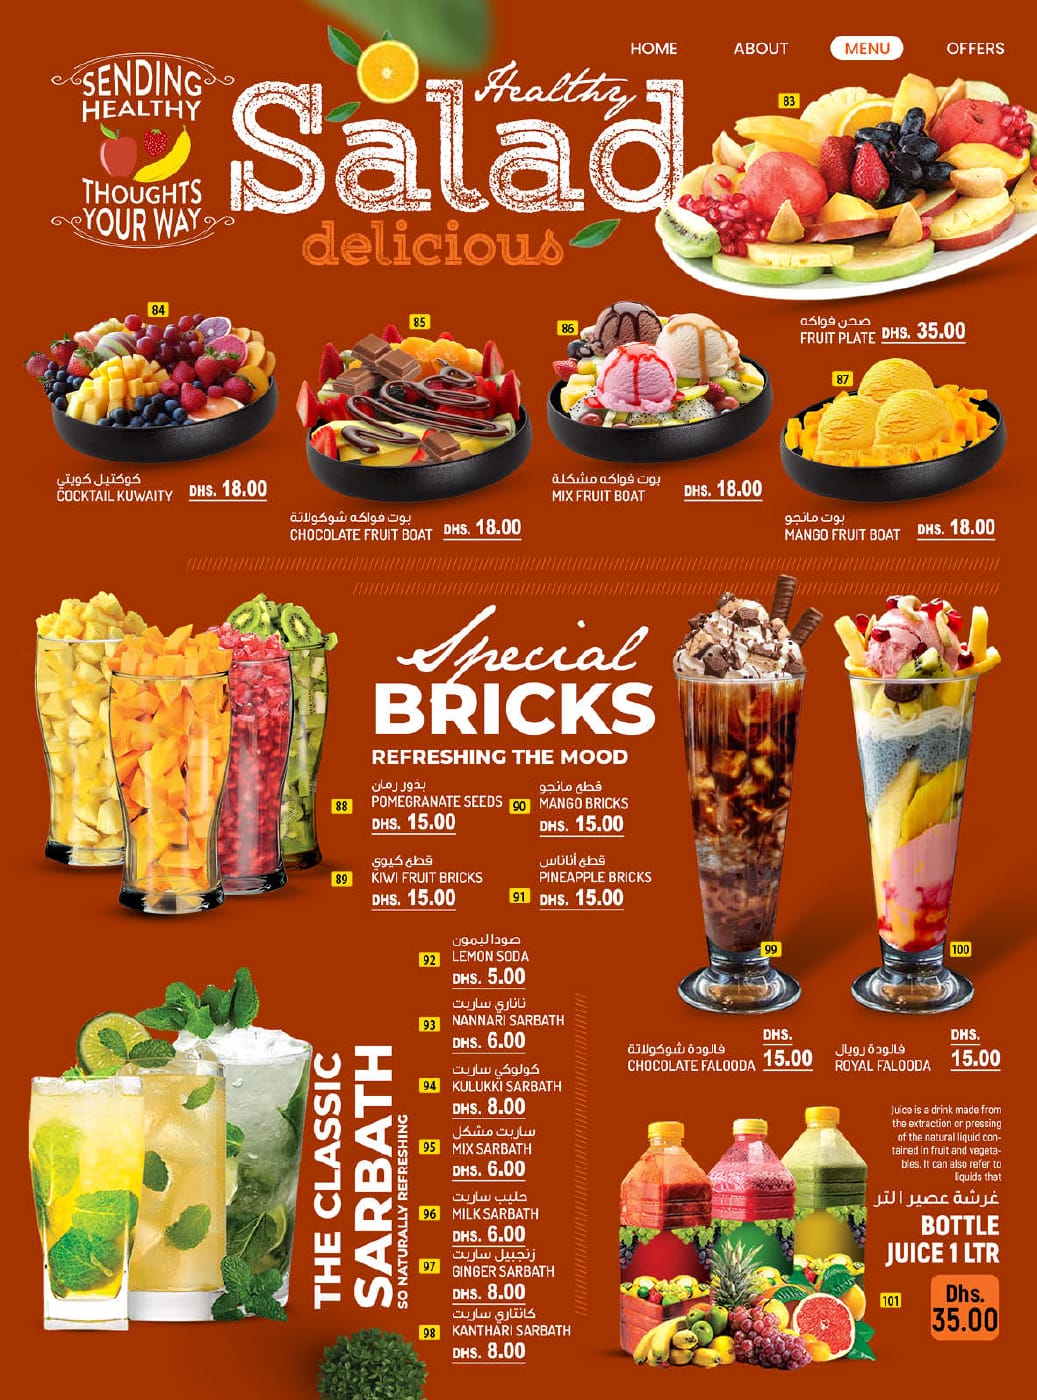 HOME
ABOUT
MENU
OFFERS
SENDING
HEALTHY
THOUGHTS
YOUR WAY
Healthy
Salad
delicious
83
صحن فواكه
FRUIT PLATE DHS. 35.00
84
كوكتيل كويتي
COCKTAIL KUWAITY DHS. 18.00
85
بوت فواكه شوكولاتة
CHOCOLATE FRUIT BOAT DHS. 18.00
86
بوت فواكه مشكلة
MIX FRUIT BOAT DHS. 18.00
87
بوت مانجو
MANGO FRUIT BOAT DHS. 18.00
Special
BRICKS
REFRESHING THE MOOD
88
بذور رمان
POMEGRANATE SEEDS
DHS. 15.00
90
قطع مانجو
MANGO BRICKS
DHS. 15.00
89
قطع كيوي
KIWI FRUIT BRICKS
DHS. 15.00
91
قطع أناناس
PINEAPPLE BRICKS
DHS. 15.00
99
فالودة شوكولاتة
CHOCOLATE FALOODA
DHS.
15.00
100
فالودة رويال
ROYAL FALOODA
DHS.
15.00
THE CLASSIC
SARBATH
SO NATURALLY REFRESHING
92
صودا ليمون
LEMON SODA
DHS. 5.00
93
ناناري ساربت
NANNARI SARBATH
DHS. 6.00
94
كولوكي ساربت
KULUKKI SARBATH
DHS. 8.00
95
ساربت مشكل
MIX SARBATH
DHS. 6.00
96
حليب ساربت
MILK SARBATH
DHS. 6.00
97
زنجبيل ساربت
GINGER SARBATH
DHS. 8.00
98
كانتاري ساربت
KANTHARI SARBATH
DHS. 8.00
Juice is a drink made from
the extraction or pressing
of the natural liquid con-
tained in fruit and vegeta-
bles. It can also refer to
liquids that
غرشة عصير ١ لتر
BOTTLE
JUICE 1 LTR
101
Dhs.
35.00